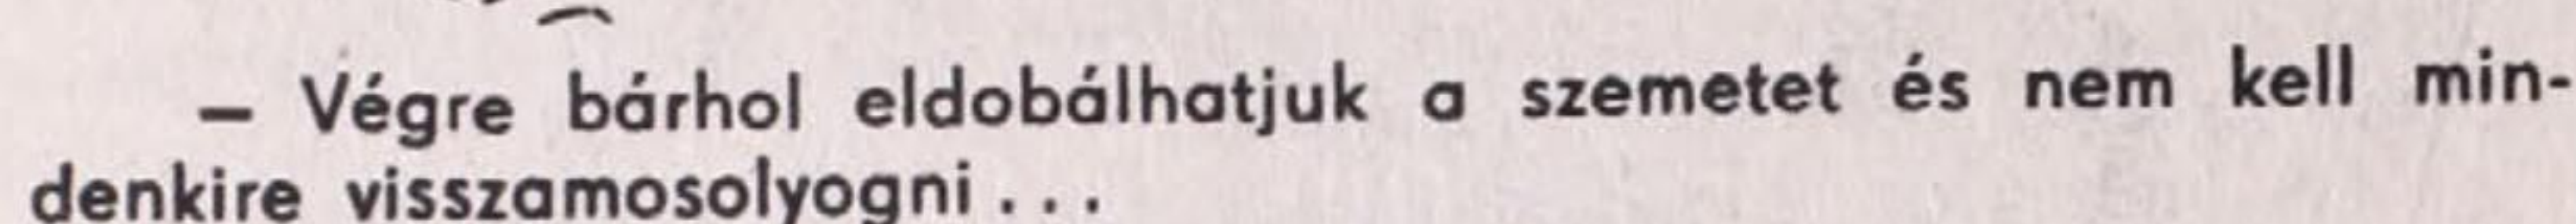 – Végre bárhol eldobálhatjuk a szemetet és nem kell min-
denkire visszamosolyogni...